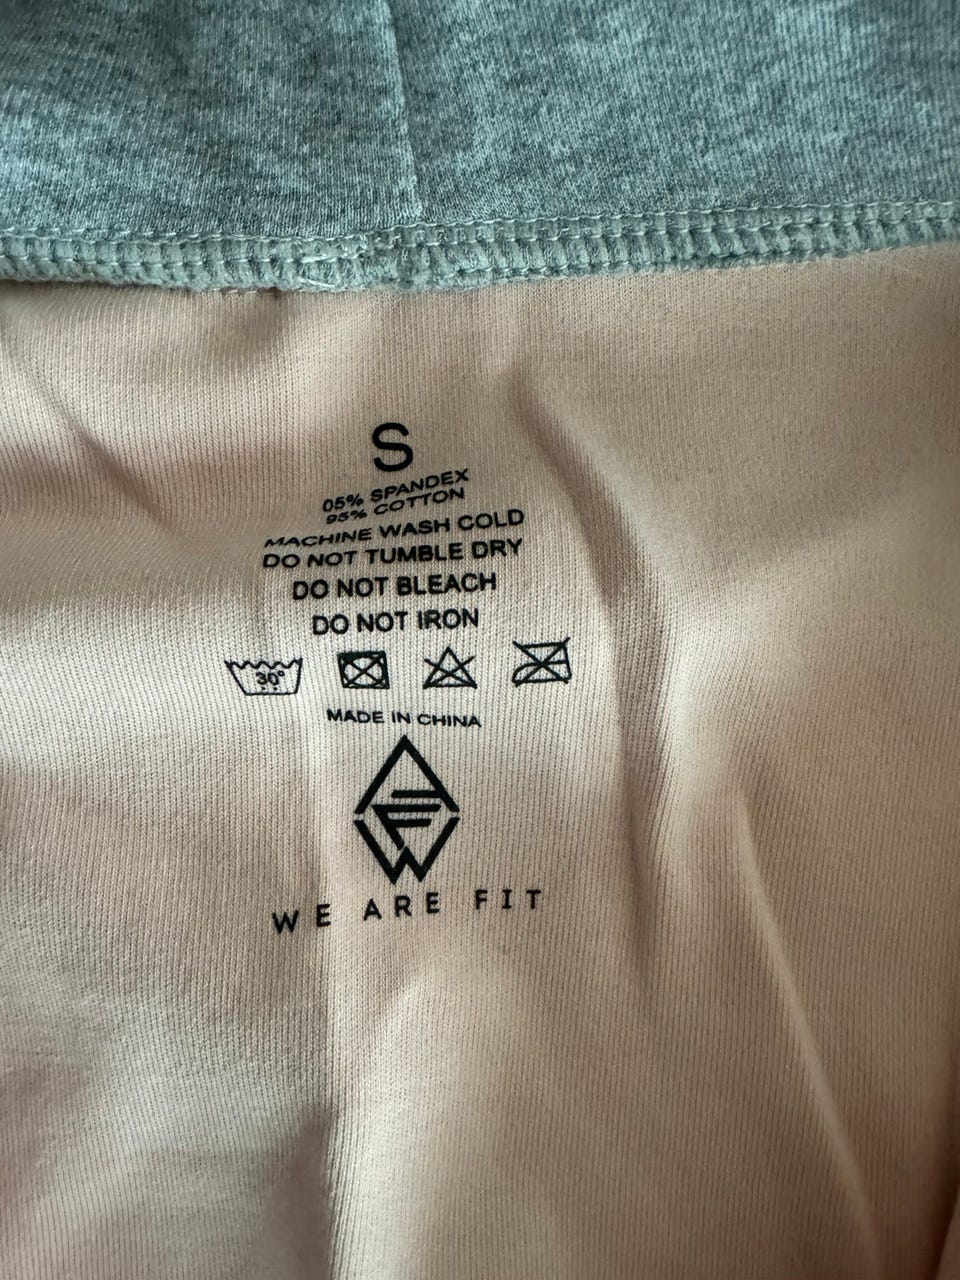 S
05% SPANDEX
95% COTTON
MACHINE WASH COLD
DO NOT TUMBLE DRY
DO NOT BLEACH
DO NOT IRON
30°
MADE IN CHINA
WE ARE FIT